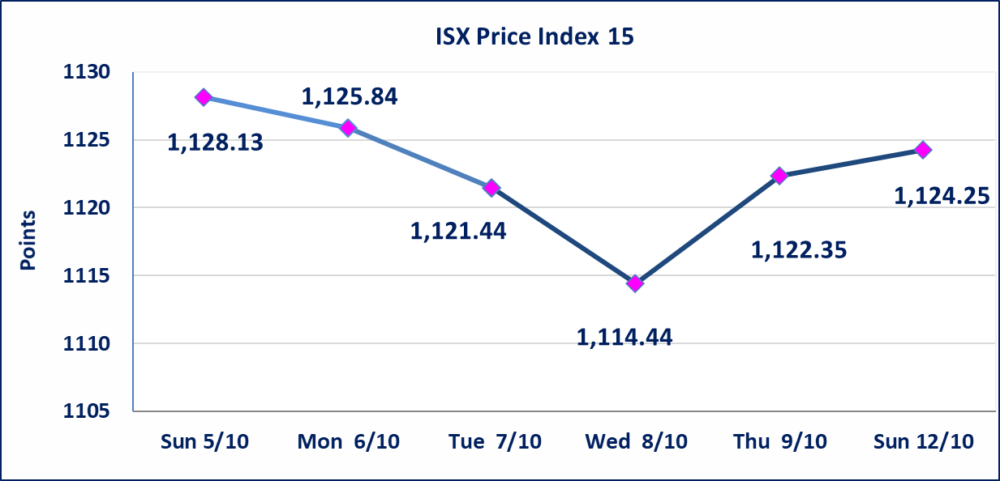 ISX Price Index 15
1130
1125
1120
1115
1110
1105
Points
1,128.13
1,125.84
1,121.44
1,114.44
1,122.35
1,124.25
Sun 5/10
Mon  6/10
Tue  7/10
Wed  8/10
Thu  9/10
Sun 12/10